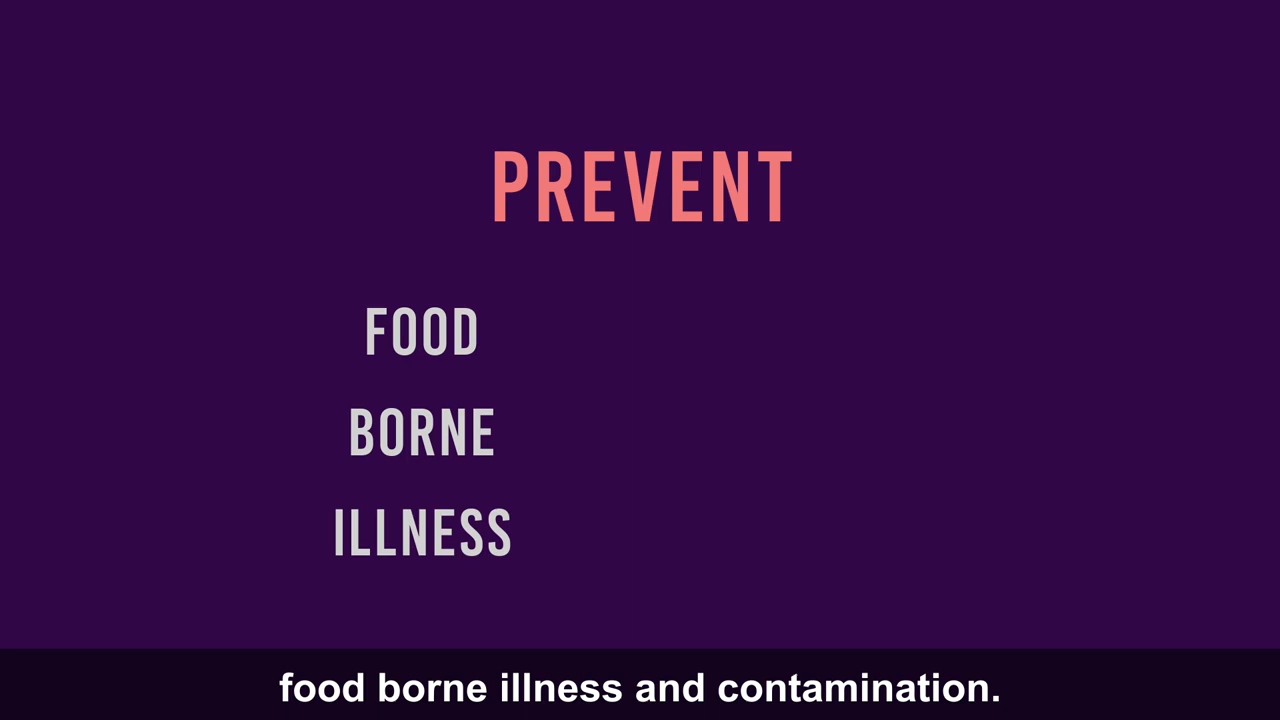 PREVENT
FOOD
BORNE
ILLNESS
food borne illness and contamination.